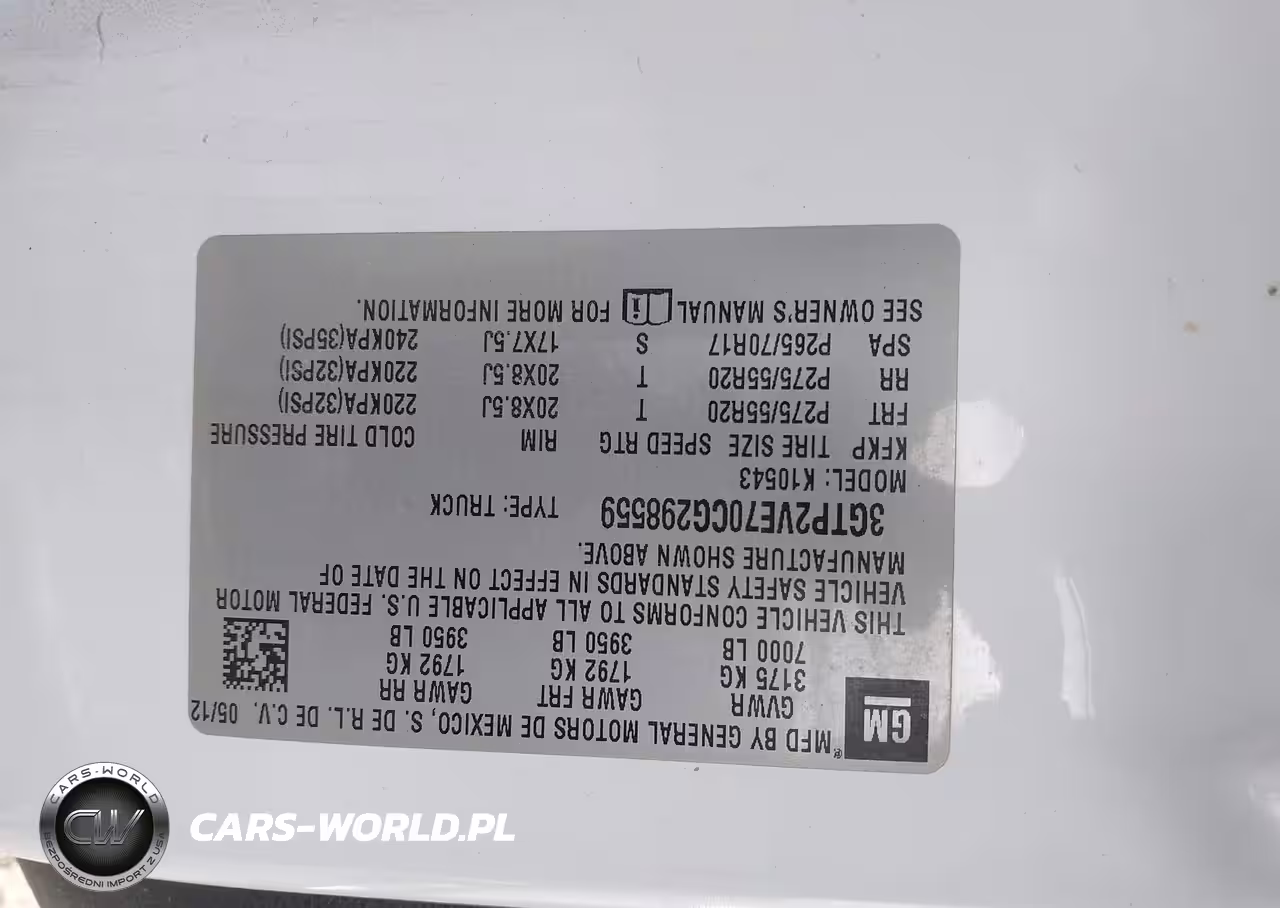 GM
MFD BY GENERAL MOTORS DE MEXICO, S. DE R.L. DE C.V. 05/12
GVWR GAWR FRT GAWR RR
3175 KG 1792 KG 1792 KG
7000 LB 3950 LB 3950 LB
THIS VEHICLE CONFORMS TO ALL APPLICABLE U.S. FEDERAL MOTOR
VEHICLE SAFETY STANDARDS IN EFFECT ON THE DATE OF
MANUFACTURE SHOWN ABOVE.
3GTP2VE70CG298559 TYPE: TRUCK
MODEL: K10543
KFKP TIRE SIZE SPEED RTG RIM COLD TIRE PRESSURE
FRT P275/55R20 T 20X8.5J 220KPA(32PSI)
RR P275/55R20 T 20X8.5J 220KPA(32PSI)
SPA P265/70R17 S 17X7.5J 240KPA(35PSI)
SEE OWNER'S MANUAL i FOR MORE INFORMATION.
CARS-WORLD
CW
BEZPOŚREDNI IMPORT Z USA
CARS-WORLD.PL